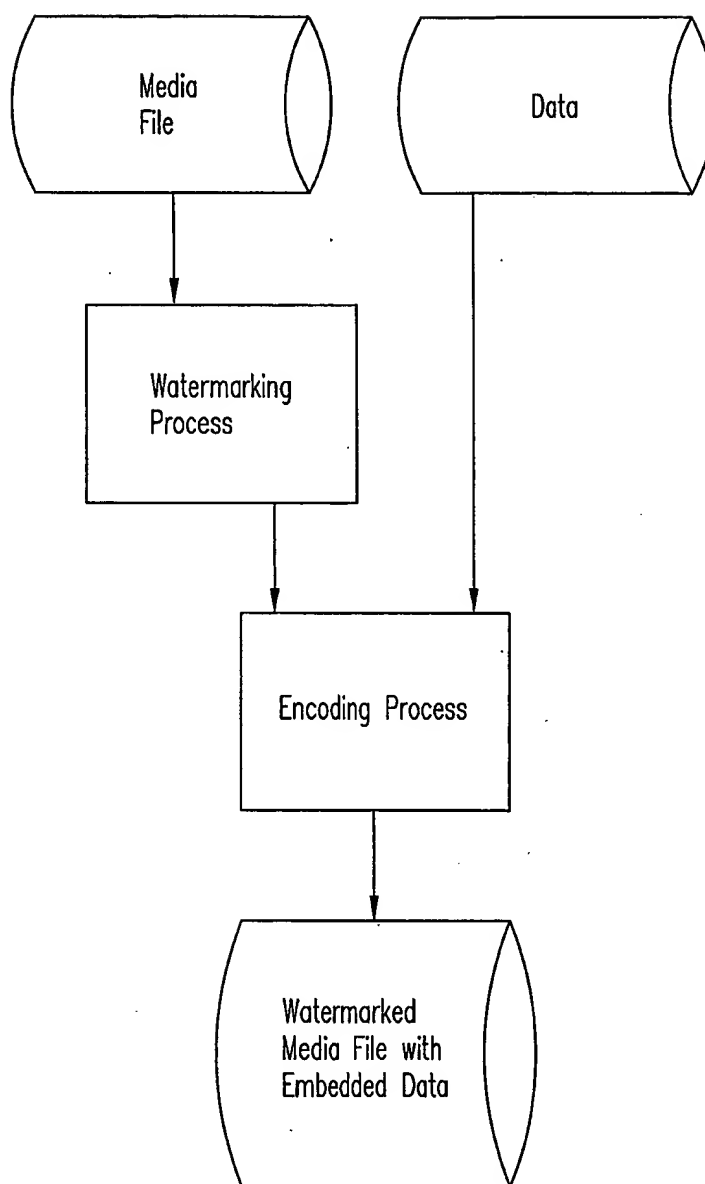 Media
File
Data
Watermarking
Process
Encoding Process
Watermarked
Media File with
Embedded Data